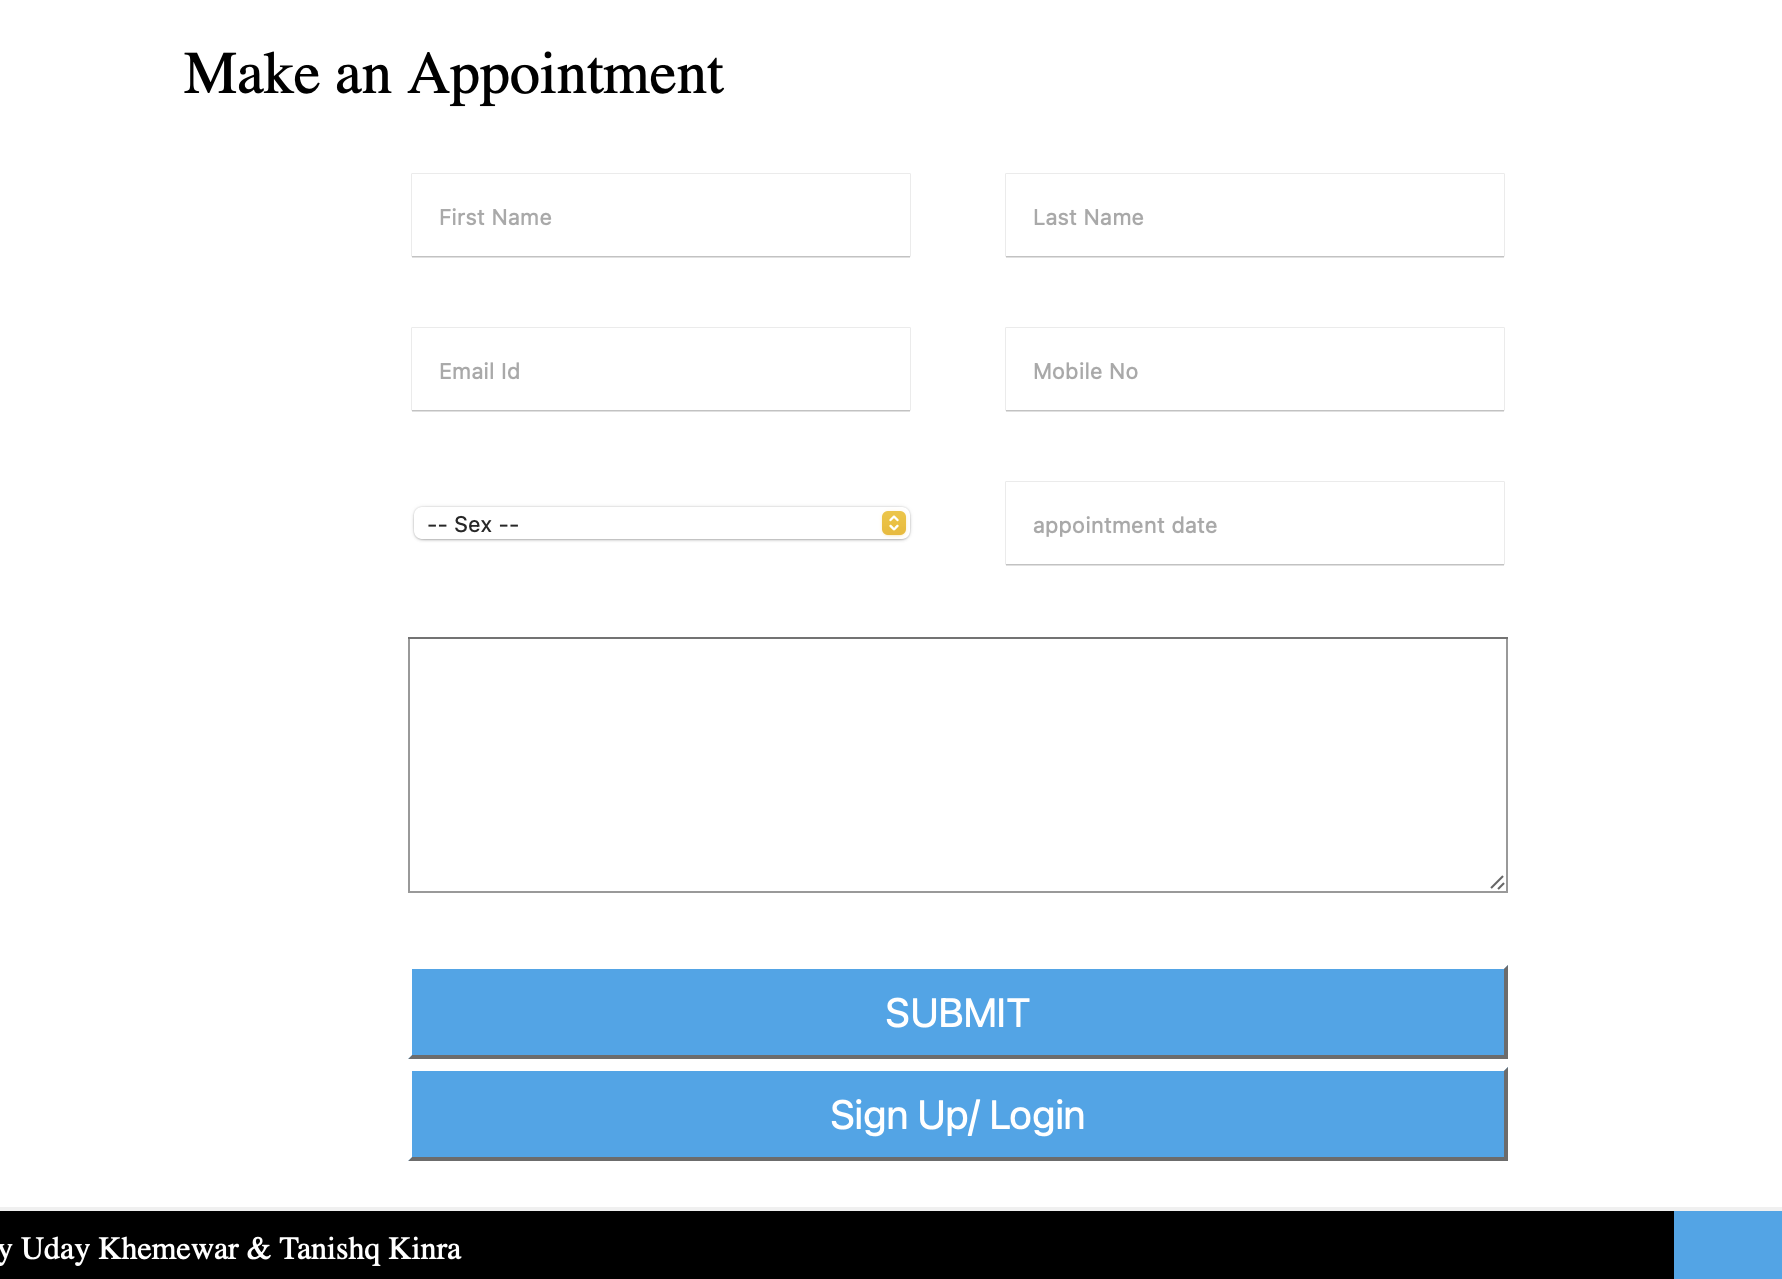 Make an Appointment
First Name
Last Name
Email Id
Mobile No
-- Sex --
appointment date
SUBMIT
Sign Up/ Login
y Uday Khemewar & Tanishq Kinra